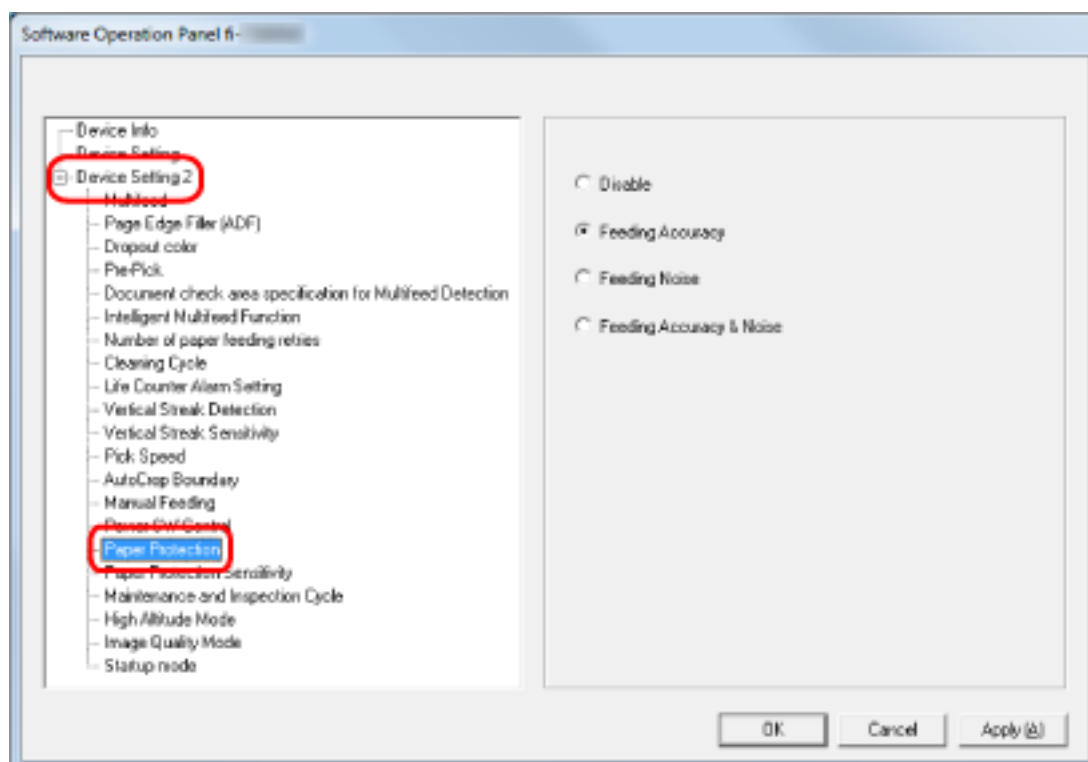 Software Operation Panel fi-
Device Info
Device Setting
Device Setting 2
Multifeed
Page Edge Filler (ADF)
Dropout color
Pre-Pick
Document check area specification for Multifeed Detection
Intelligent Multifeed Function
Number of paper feeding retries
Cleaning Cycle
Life Counter Alarm Setting
Vertical Streak Detection
Vertical Streak Sensitivity
Pick Speed
AutoCrop Boundary
Manual Feeding
Power SW Control
Paper Protection
Paper Protection Sensitivity
Maintenance and Inspection Cycle
High Altitude Mode
Image Quality Mode
Startup mode
Disable
Feeding Accuracy
Feeding Noise
Feeding Accuracy & Noise
OK
Cancel
Apply (A)